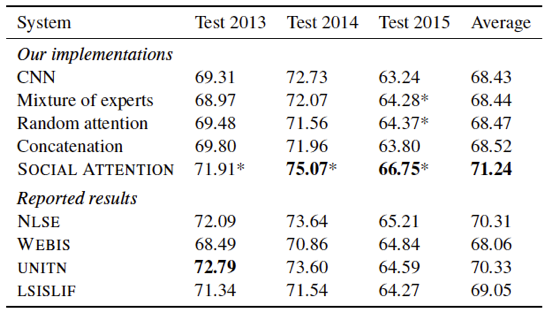 System Test 2013 Test 2014 Test 2015 Average
Our implementations
CNN 69.31 72.73 63.24 68.43
Mixture of experts 68.97 72.07 64.28* 68.44
Random attention 69.48 71.56 64.37* 68.47
Concatenation 69.80 71.96 63.80 68.52
SOCIAL ATTENTION 71.91* 75.07* 66.75* 71.24
Reported results
NLSE 72.09 73.64 65.21 70.31
WEBIS 68.49 70.86 64.84 68.06
UNITN 72.79 73.60 64.59 70.33
LSISLIF 71.34 71.54 64.27 69.05